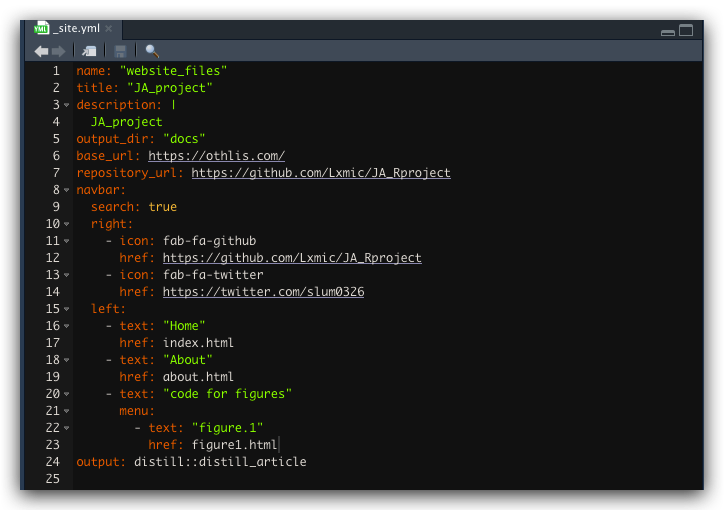 YML _site.yml ×
1 name: "website_files"
2 title: "JA_project"
3 description: |
4   JA_project
5 output_dir: "docs"
6 base_url: https://othlis.com/
7 repository_url: https://github.com/Lxmic/JA_Rproject
8 navbar:
9   search: true
10   right:
11     - icon: fab-fa-github
12       href: https://github.com/Lxmic/JA_Rproject
13     - icon: fab-fa-twitter
14       href: https://twitter.com/slum0326
15   left:
16     - text: "Home"
17       href: index.html
18     - text: "About"
19       href: about.html
20     - text: "code for figures"
21       menu:
22         - text: "figure.1"
23           href: figure1.html
24 output: distill::distill_article
25